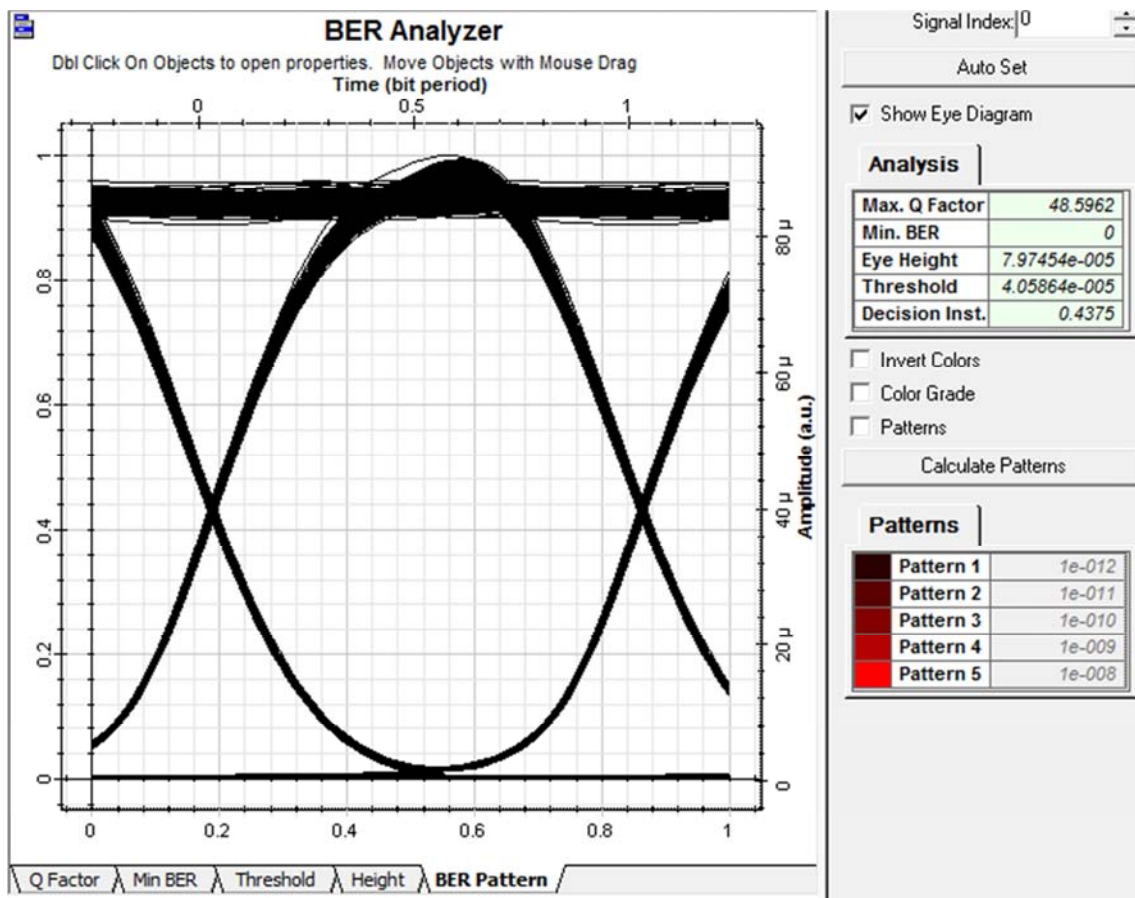 BER Analyzer
Dbl Click On Objects to open properties. Move Objects with Mouse Drag
Time (bit period)
0 0.5 1
1
0.8
0.6
0.4
0.2
0
80 µ
60 µ
40 µ
20 µ
0
Amplitude (a.u.)
0 0.2 0.4 0.6 0.8 1
Q Factor Min BER Threshold Height BER Pattern
Signal Index: 0
Auto Set
Show Eye Diagram
Analysis
Max. Q Factor 48.5962
Min. BER 0
Eye Height 7.97454e-005
Threshold 4.05864e-005
Decision Inst. 0.4375
Invert Colors
Color Grade
Patterns
Calculate Patterns
Patterns
Pattern 1 1e-012
Pattern 2 1e-011
Pattern 3 1e-010
Pattern 4 1e-009
Pattern 5 1e-008